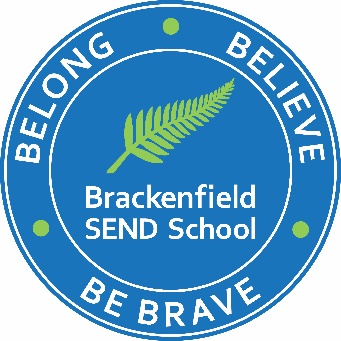 BELONG
BELIEVE
Brackenfield
SEND School
BE BRAVE